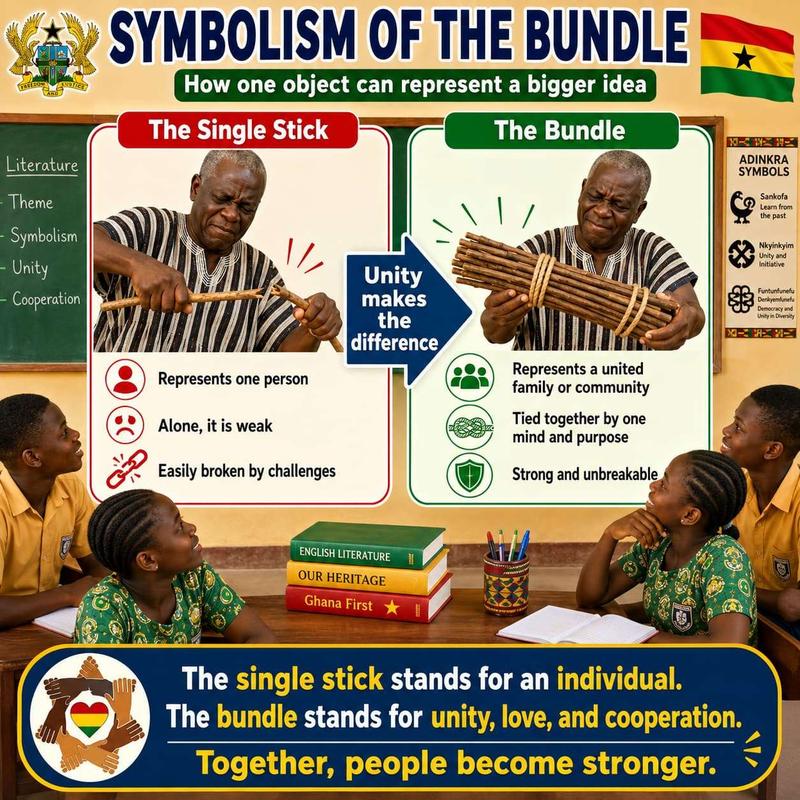 SYMBOLISM OF THE BUNDLE
How one object can represent a bigger idea
FREEDOM AND JUSTICE
The Single Stick
The Bundle
Literature
- Theme
- Symbolism
- Unity
- Cooperation
Unity
makes
the
difference
ADINKRA
SYMBOLS
Sankofa
Learn from
the past
Nkyinkyim
Unity and
Initiative
Funtunfunefu
Denkyemfunefu
Democracy and
Unity in Diversity
Represents one person
Alone, it is weak
Easily broken by challenges
Represents a united
family or community
Tied together by one
mind and purpose
Strong and unbreakable
ENGLISH LITERATURE
OUR HERITAGE
Ghana First
The single stick stands for an individual.
The bundle stands for unity, love, and cooperation.
Together, people become stronger.